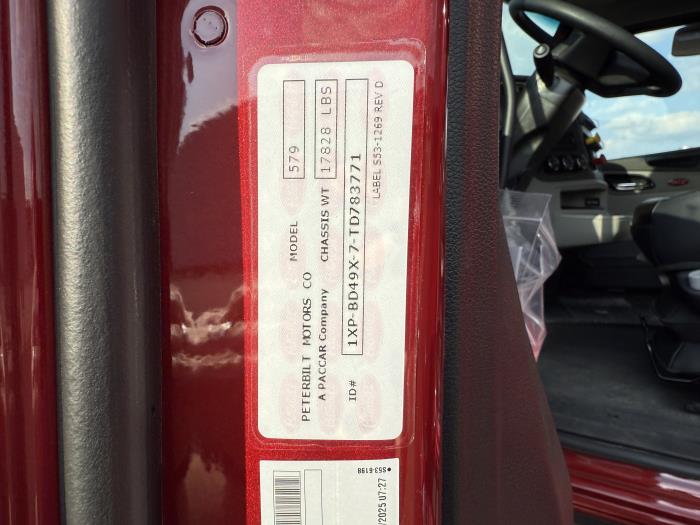 PETERBILT MOTORS CO MODEL 579
A PACCAR Company CHASSIS WT 17828 LBS
ID# 1XP-BD49X-7-TD783771
LABEL S53-1269 REV D
●S53-6198
/2025 07:27